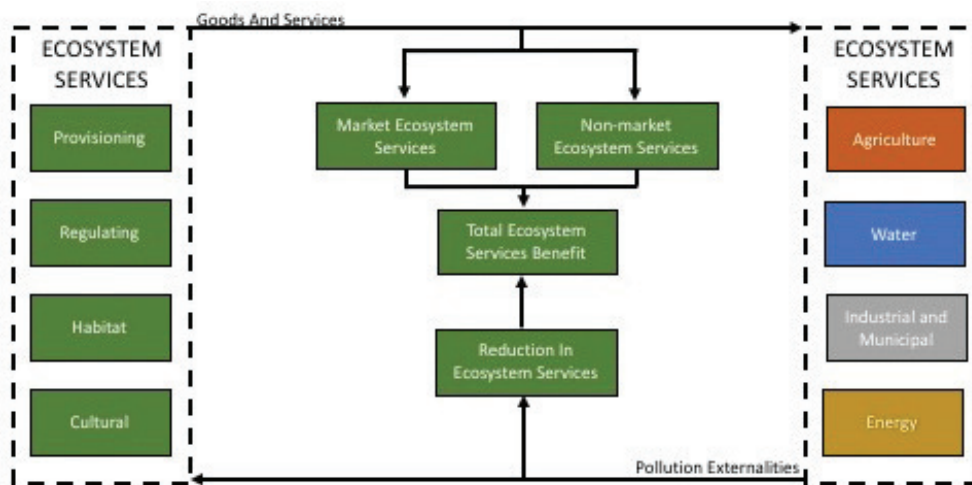 Goods And Services
ECOSYSTEM
SERVICES
Provisioning
Regulating
Habitat
Cultural
Market Ecosystem
Services
Non-market
Ecosystem Services
Total Ecosystem
Services Benefit
Reduction In
Ecosystem Services
Pollution Externalities
ECOSYSTEM
SERVICES
Agriculture
Water
Industrial and
Municipal
Energy